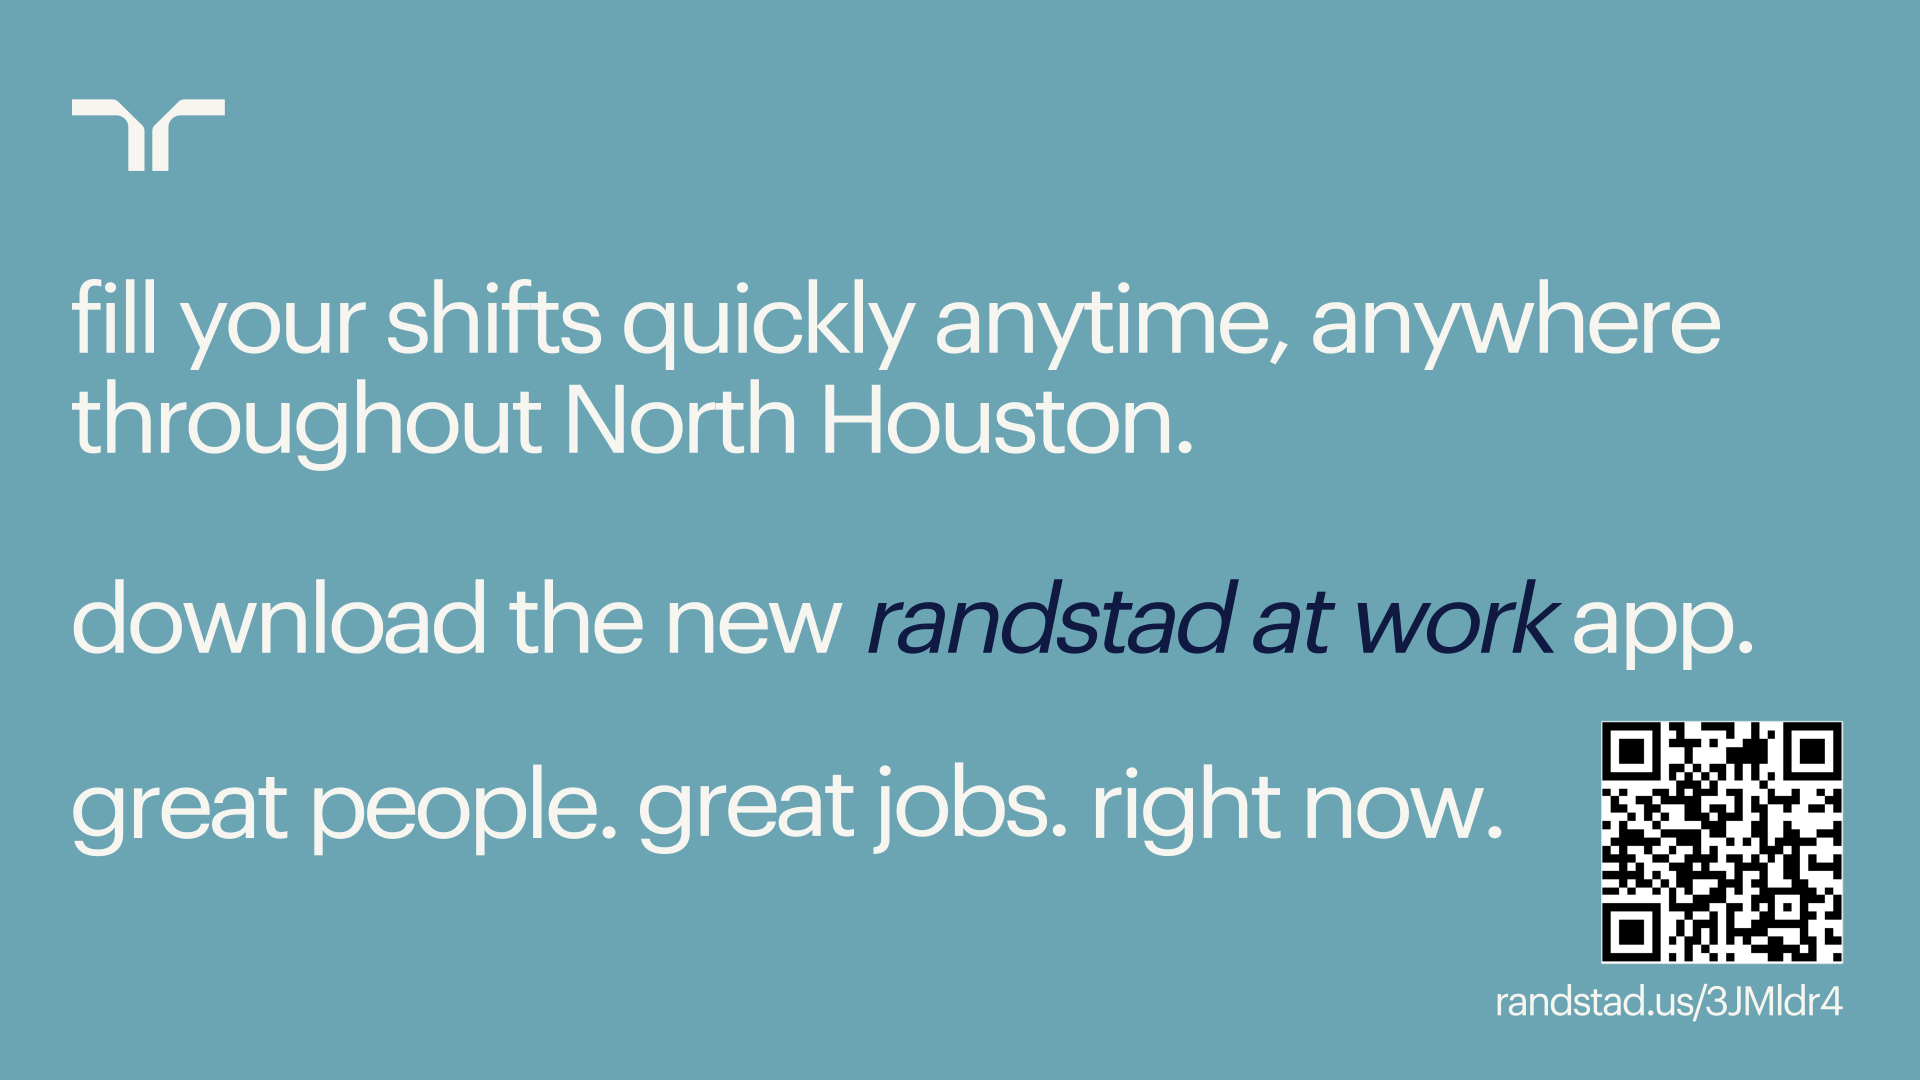 fill your shifts quickly anytime, anywhere
throughout North Houston.
download the new randstad at work app.
great people. great jobs. right now.
randstad.us/3JMldr4